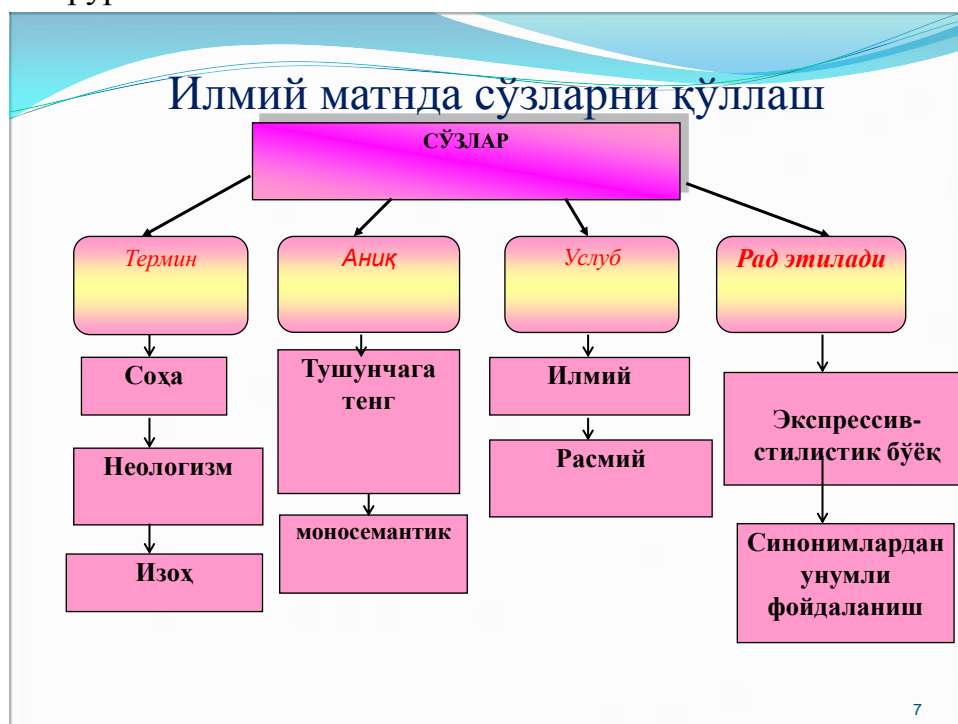 Илмий матнда сўзларни қўллаш
СЎЗЛАР
Термин
Аниқ
Услуб
Рад этилади
Соҳа
Неологизм
Изоҳ
Тушунчага
тенг
моносемантик
Илмий
Расмий
Экспрессив-
стилистик бўёқ
Синонимлардан
унумли
фойдаланиш
7